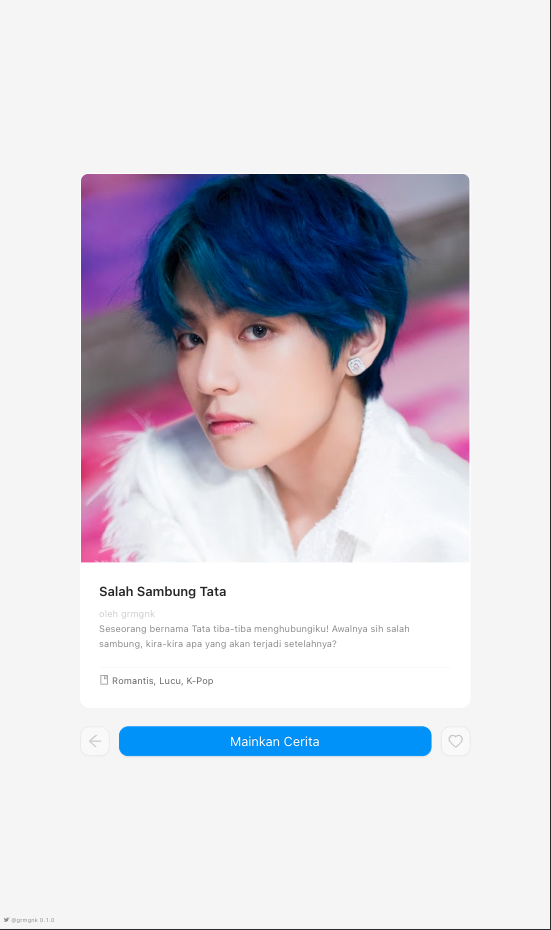 Salah Sambung Tata
oleh grmgnk
Seseorang bernama Tata tiba-tiba menghubungiku! Awalnya sih salah
sambung, kira-kira apa yang akan terjadi setelahnya?
Romantis, Lucu, K-Pop
Mainkan Cerita
@grmgnk 0.1.0